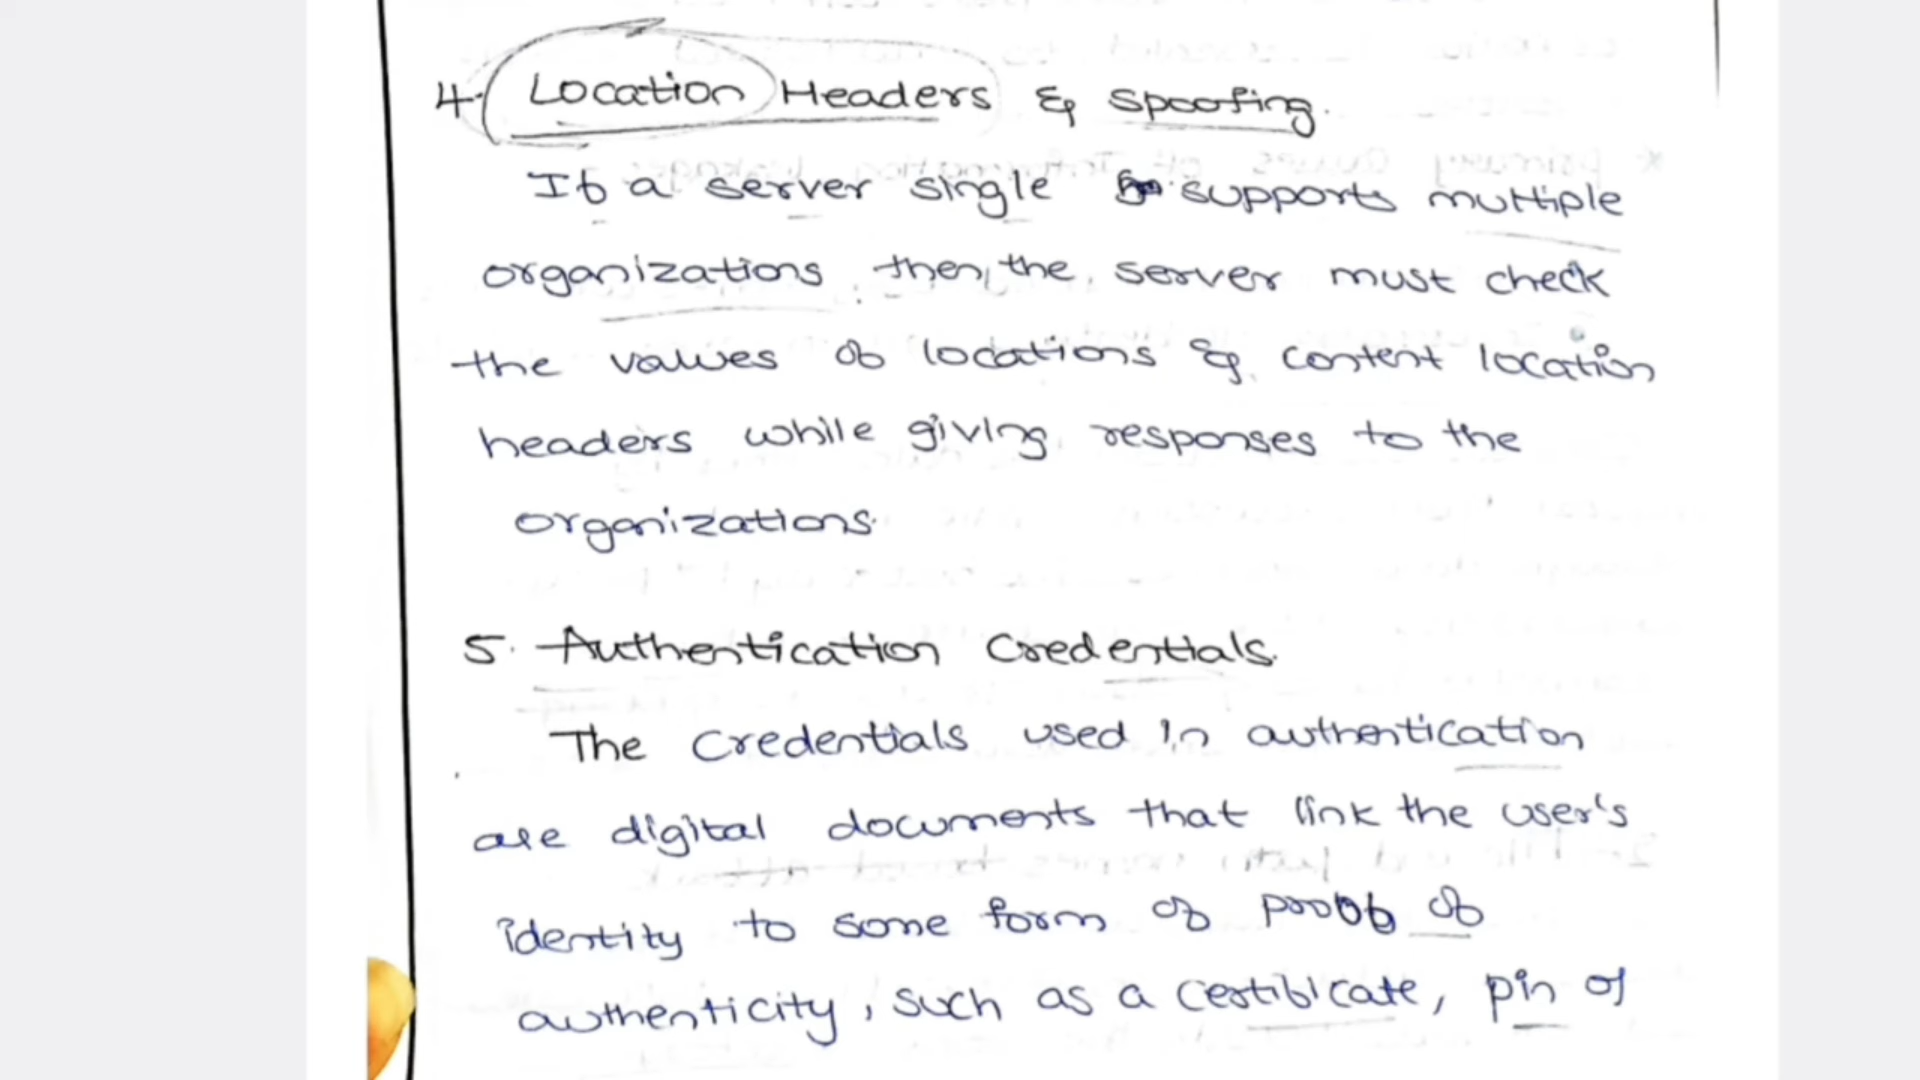 4. Location Headers & Spoofing.
If a server single supports multiple
organizations, then, the server must check
the values of locations & content location
headers while giving responses to the
organizations.
5. Authentication Credentials.
The Credentials used in authentication
are digital documents that link the user's
identity to some form of proof of
authenticity, such as a certificate, pin of